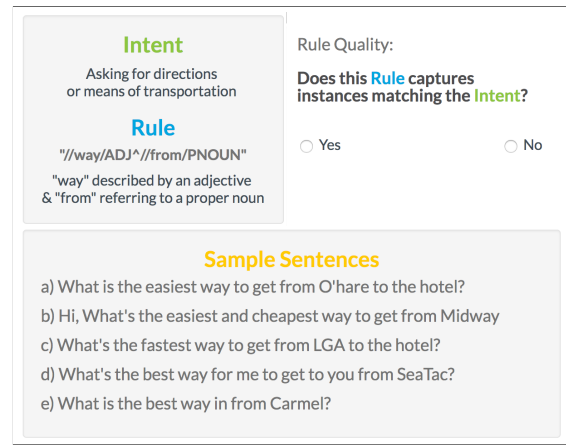 Intent
Asking for directions
or means of transportation
Rule
"//way/ADJ^//from/PNOUN"
"way" described by an adjective
& "from" referring to a proper noun
Rule Quality:
Does this Rule captures
instances matching the Intent?
Yes
No
Sample Sentences
a) What is the easiest way to get from O'hare to the hotel?
b) Hi, What's the easiest and cheapest way to get from Midway
c) What's the fastest way to get from LGA to the hotel?
d) What's the best way for me to get to you from SeaTac?
e) What is the best way in from Carmel?